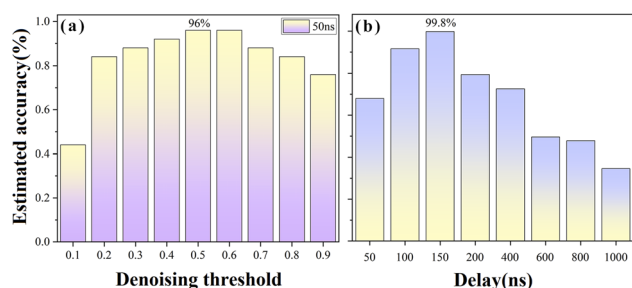 (a)
96%
50ns
Estimated accuracy(%)
1.0
0.8
0.6
0.4
0.2
0.0
0.1 0.2 0.3 0.4 0.5 0.6 0.7 0.8 0.9
Denoising threshold
(b)
99.8%
50 100 150 200 400 600 800 1000
Delay(ns)